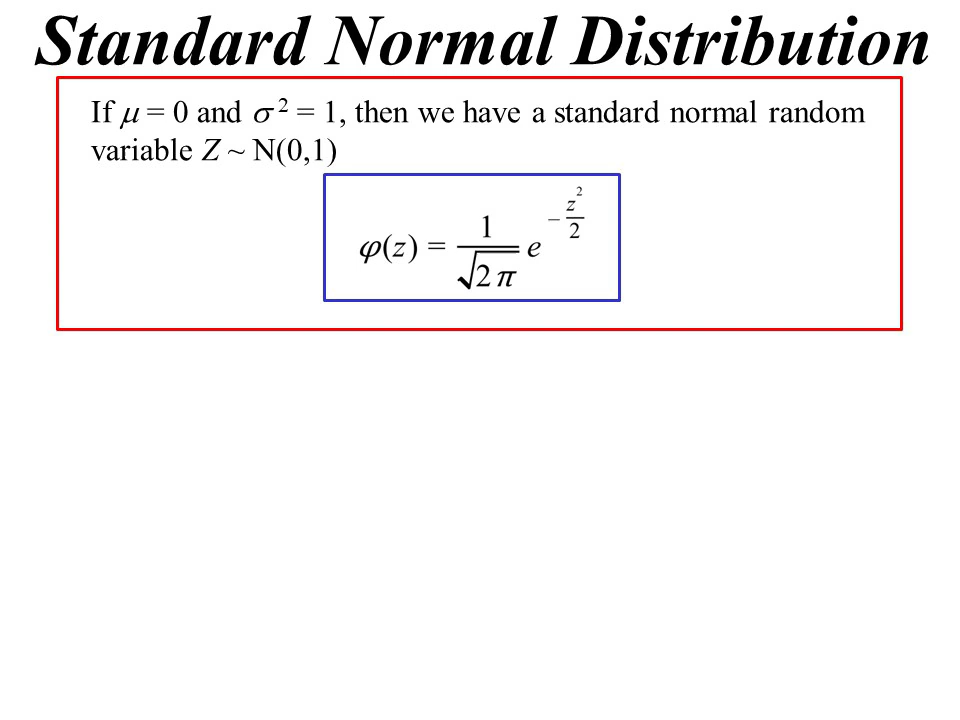 Standard Normal Distribution
If μ = 0 and σ ² = 1, then we have a standard normal random
variable Z ~ N(0,1)
φ(z) = 1/√(2π) e^(−z²/2)